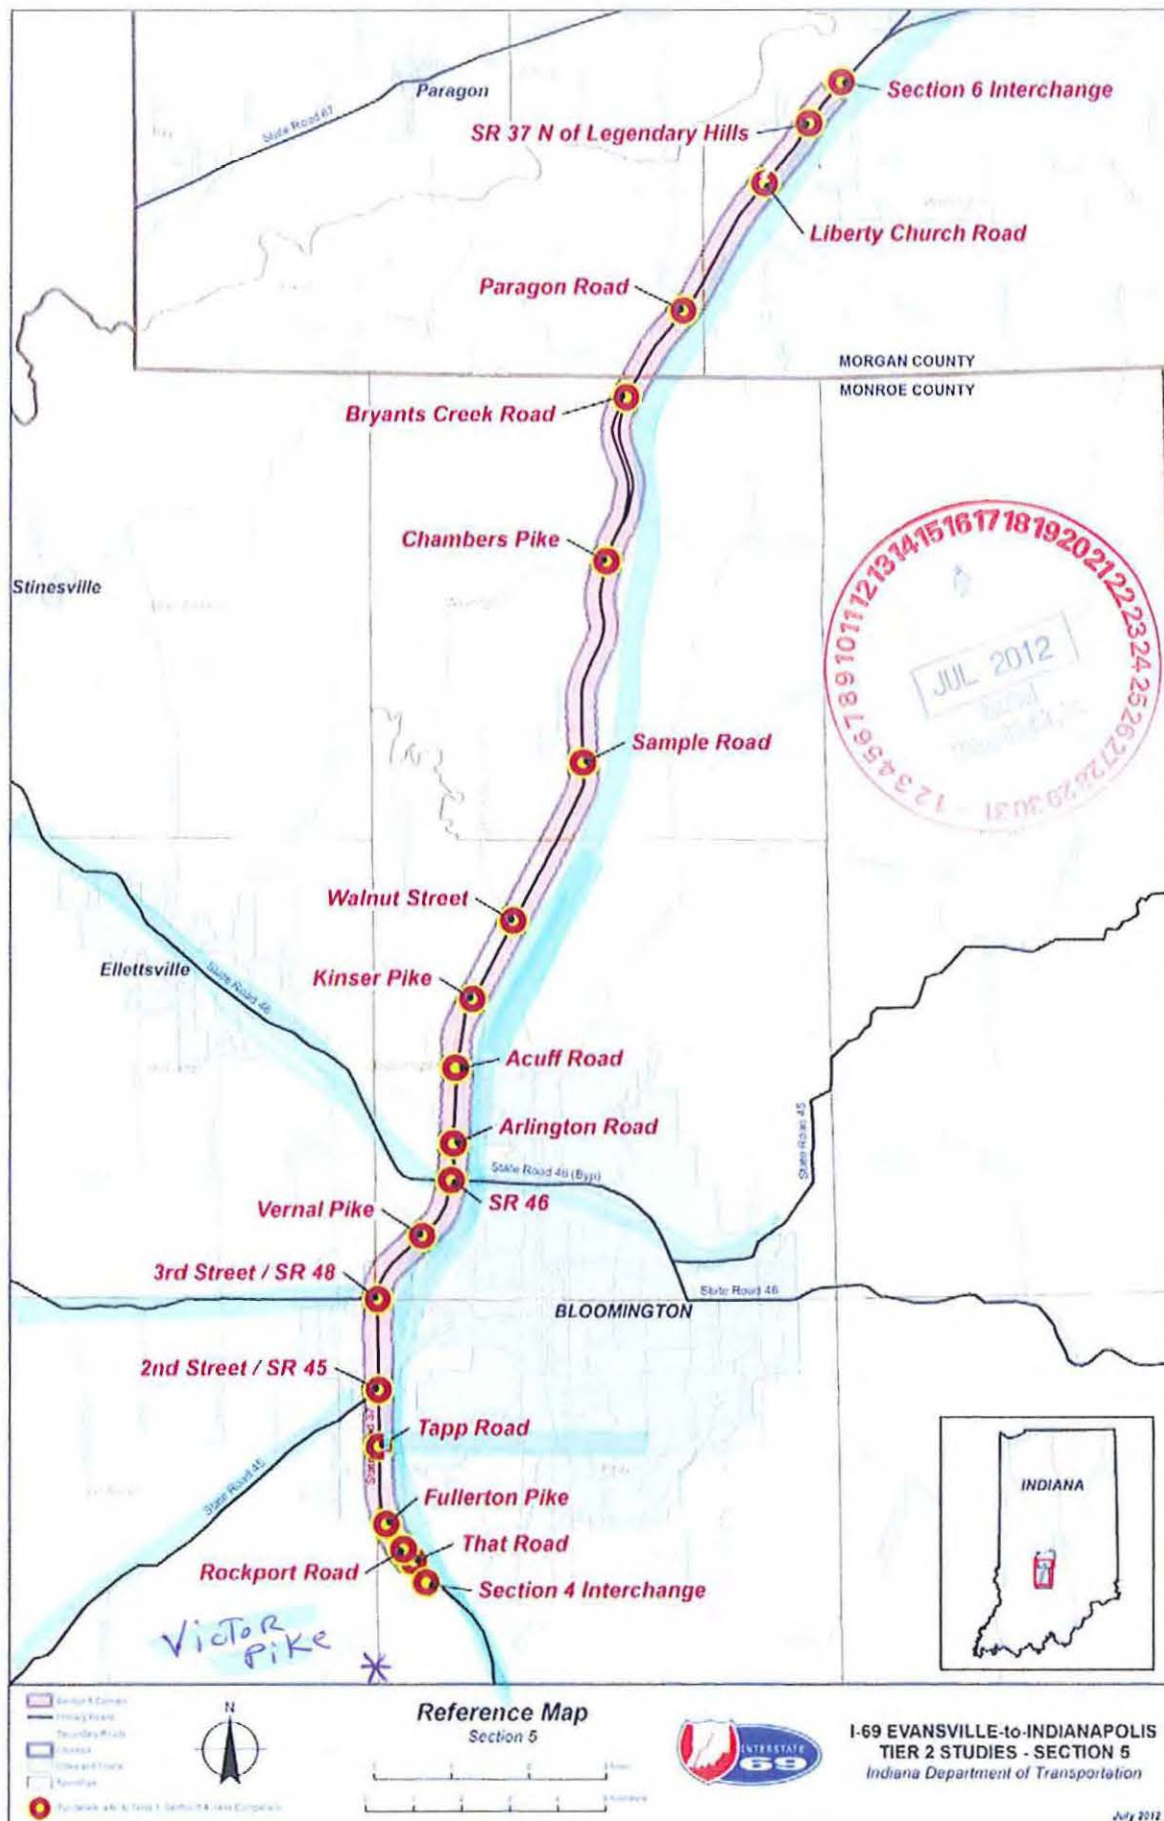 Section 6 Interchange
Paragon
State Road 67
SR 37 N of Legendary Hills
Liberty Church Road
Paragon Road
MORGAN COUNTY
MONROE COUNTY
Bryants Creek Road
Chambers Pike
Stinesville
1 2 3 4 5 6 7 8 9 10 11 12 13 14 15 16 17 18 19 20 21 22 23 24 25 26 27 28 29 30 31 -
JUL 2012
Sample Road
Walnut Street
Ellettsville
State Road 46
Kinser Pike
Acuff Road
Arlington Road
State Road 45
State Road 46 (Byp)
SR 46
Vernal Pike
3rd Street / SR 48
State Road 46
BLOOMINGTON
2nd Street / SR 45
Tapp Road
State Road 45
INDIANA
Fullerton Pike
That Road
Rockport Road
Section 4 Interchange
VICTOR
PIKE
Reference Map
Section 5
N
INTERSTATE
69
I-69 EVANSVILLE-to-INDIANAPOLIS
TIER 2 STUDIES - SECTION 5
Indiana Department of Transportation
July 2012